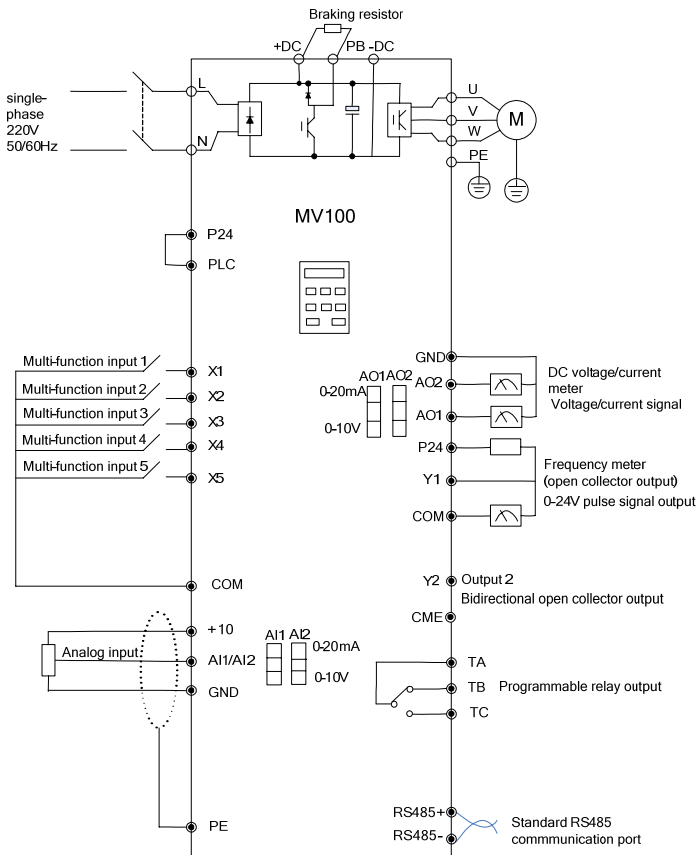 Braking resistor
+DC
PB -DC
L
U
single-
phase
220V
50/60Hz
V
M
W
N
PE
MV100
P24
PLC
GND
Multi-function input 1
X1
AO1 AO2
AO2
DC voltage/current
meter
Voltage/current signal
0-20mA
Multi-function input 2
X2
AO1
Multi-function input 3
X3
0-10V
Multi-function input 4
X4
P24
Multi-function input 5
X5
Y1
Frequency meter
(open collector output)
0-24V pulse signal output
COM
COM
Y2
Output 2
Bidirectional open collector output
CME
+10
AI1 AI2
0-20mA
Analog input
AI1/AI2
0-10V
GND
TA
TB
Programmable relay output
TC
RS485+
Standard RS485
commmunication port
PE
RS485-